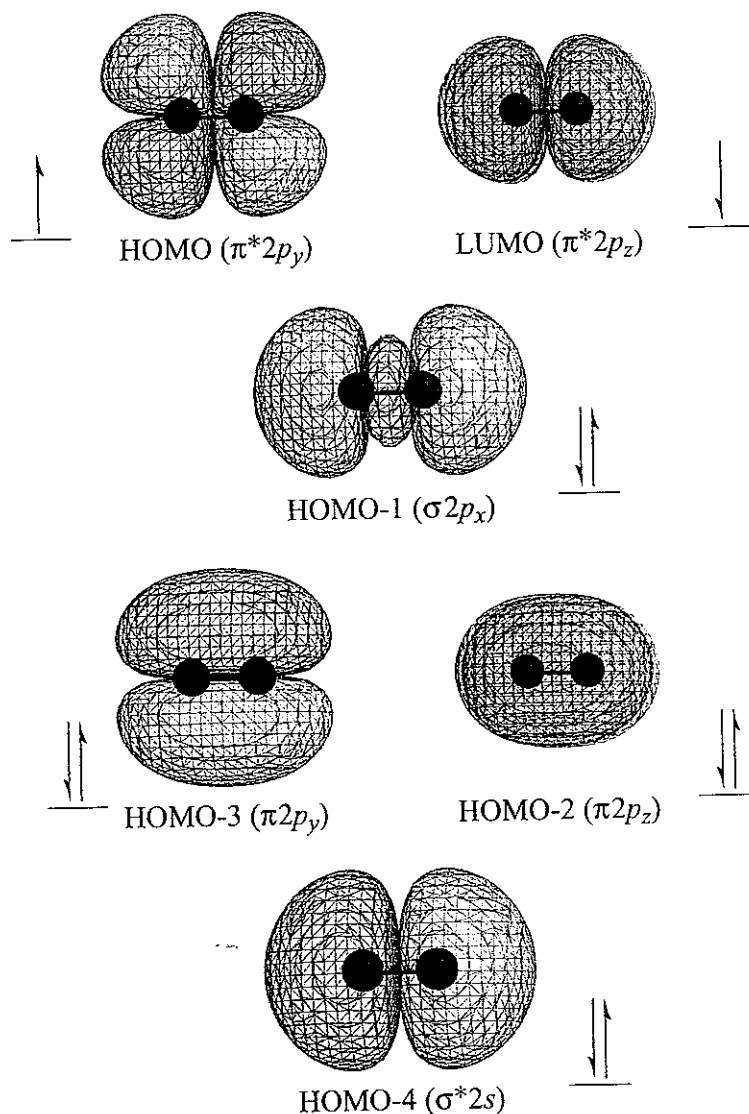 HOMO (π*2p_y)
LUMO (π*2p_z)
HOMO-1 (σ2p_x)
HOMO-3 (π2p_y)
HOMO-2 (π2p_z)
HOMO-4 (σ*2s)